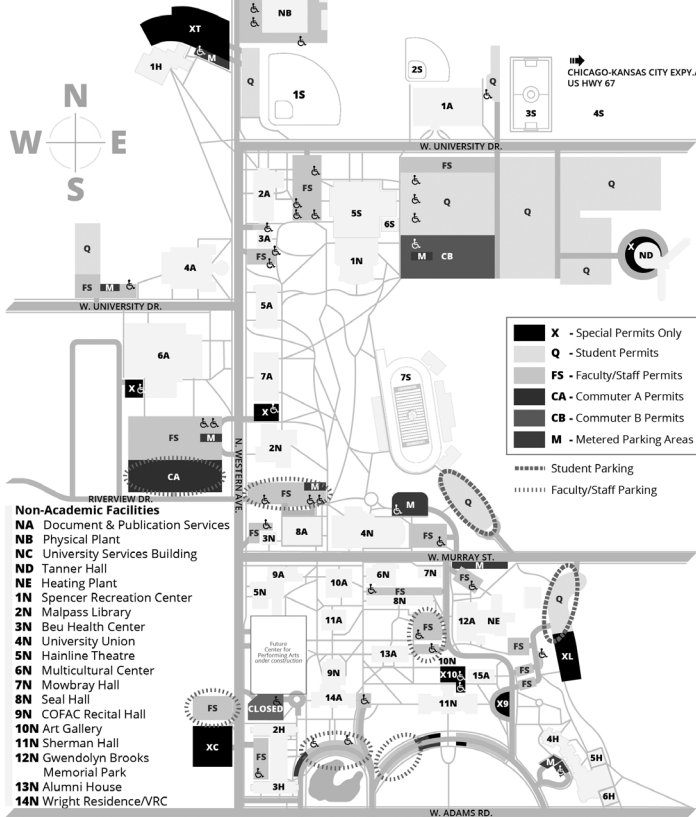 NB
XT
M
1H
Q
1S
2S
1A
Q
CHICAGO-KANSAS CITY EXPY.
US HWY 67
3S
4S
N
W
E
S
W. UNIVERSITY DR.
FS
2A
FS
5S
6S
Q
Q
Q
3A
FS
1N
M
CB
Q
X
ND
Q
4A
FS
M
W. UNIVERSITY DR.
5A
6A
7A
7S
X
X
FS
M
2N
CA
N. WESTERN AVE.
X - Special Permits Only
Q - Student Permits
FS - Faculty/Staff Permits
CA - Commuter A Permits
CB - Commuter B Permits
M - Metered Parking Areas
Student Parking
Faculty/Staff Parking
RIVERVIEW DR.
FS
M
M
Q
FS
3N
8A
4N
FS
W. MURRAY ST.
M
9A
5N
10A
6N
7N
FS
8N
FS
11A
FS
12A
NE
Q
Future
Center for
Performing Arts
under construction
13A
10N
FS
FS
FS
XL
9N
X10
15A
14A
11N
X9
FS
CLOSED
XC
2H
FS
3H
4H
5H
M
6H
W. ADAMS RD.
Non-Academic Facilities
NA Document & Publication Services
NB Physical Plant
NC University Services Building
ND Tanner Hall
NE Heating Plant
1N Spencer Recreation Center
2N Malpass Library
3N Beu Health Center
4N University Union
5N Hainline Theatre
6N Multicultural Center
7N Mowbray Hall
8N Seal Hall
9N COFAC Recital Hall
10N Art Gallery
11N Sherman Hall
12N Gwendolyn Brooks
Memorial Park
13N Alumni House
14N Wright Residence/VRC